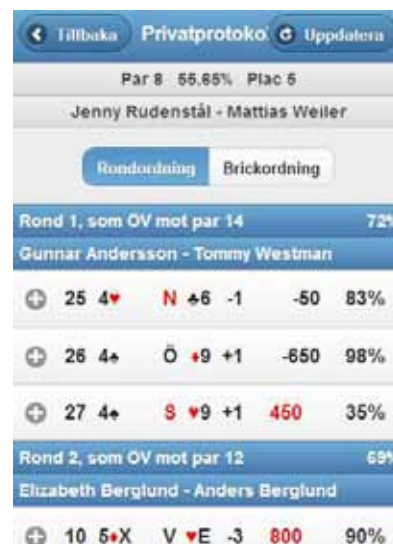 Tillbaka Privatprotoko Uppdatera
Par 8 55,65% Plac 5
Jenny Rudenstål - Mattias Weiler
Rondordning Brickordning
Rond 1, som ÖV mot par 14 72%
Gunnar Andersson - Tommy Westman
25 4♥ N ♣6 -1 -50 83%
26 4♠ Ö ♦9 +1 -650 98%
27 4♠ S ♥9 +1 450 35%
Rond 2, som ÖV mot par 12 69%
Elizabeth Berglund - Anders Berglund
10 5♦X V ♥E -3 800 90%